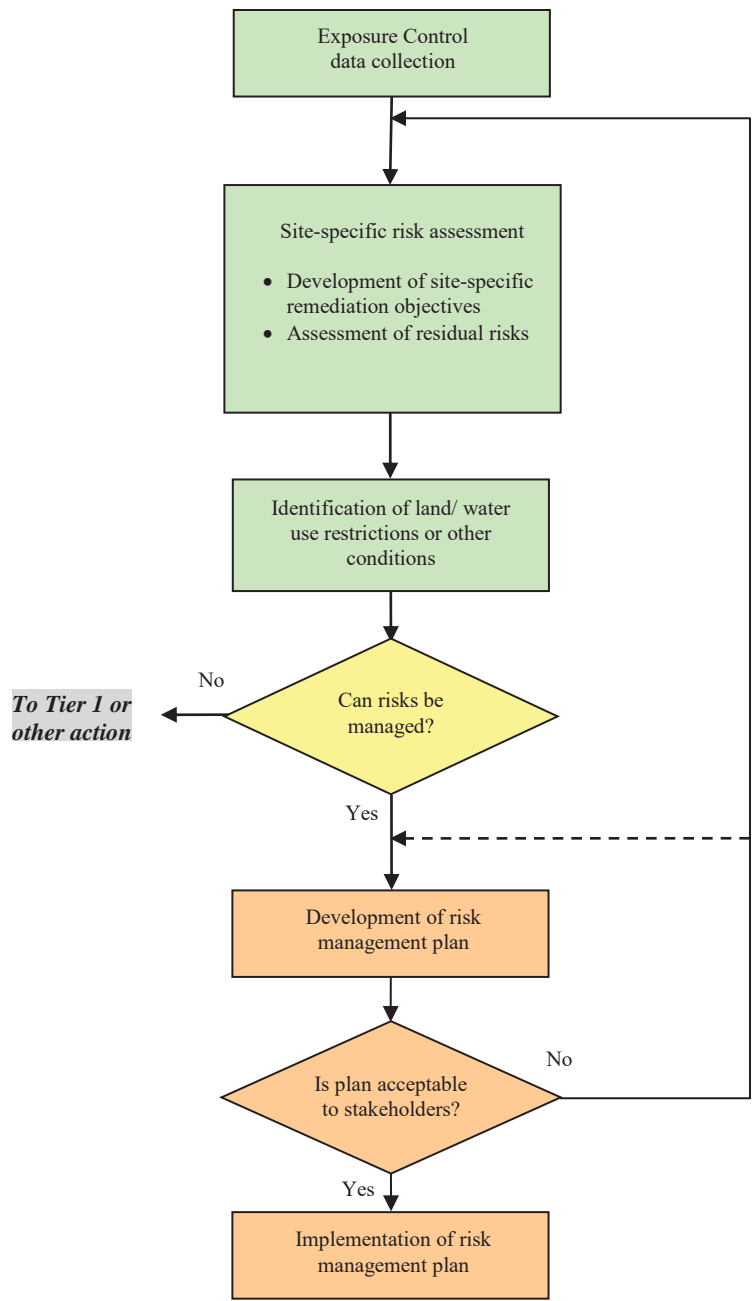 Exposure Control
data collection
Site-specific risk assessment
• Development of site-specific
remediation objectives
• Assessment of residual risks
Identification of land/ water
use restrictions or other
conditions
No
Can risks be
managed?
To Tier 1 or
other action
Yes
Development of risk
management plan
No
Is plan acceptable
to stakeholders?
Yes
Implementation of risk
management plan